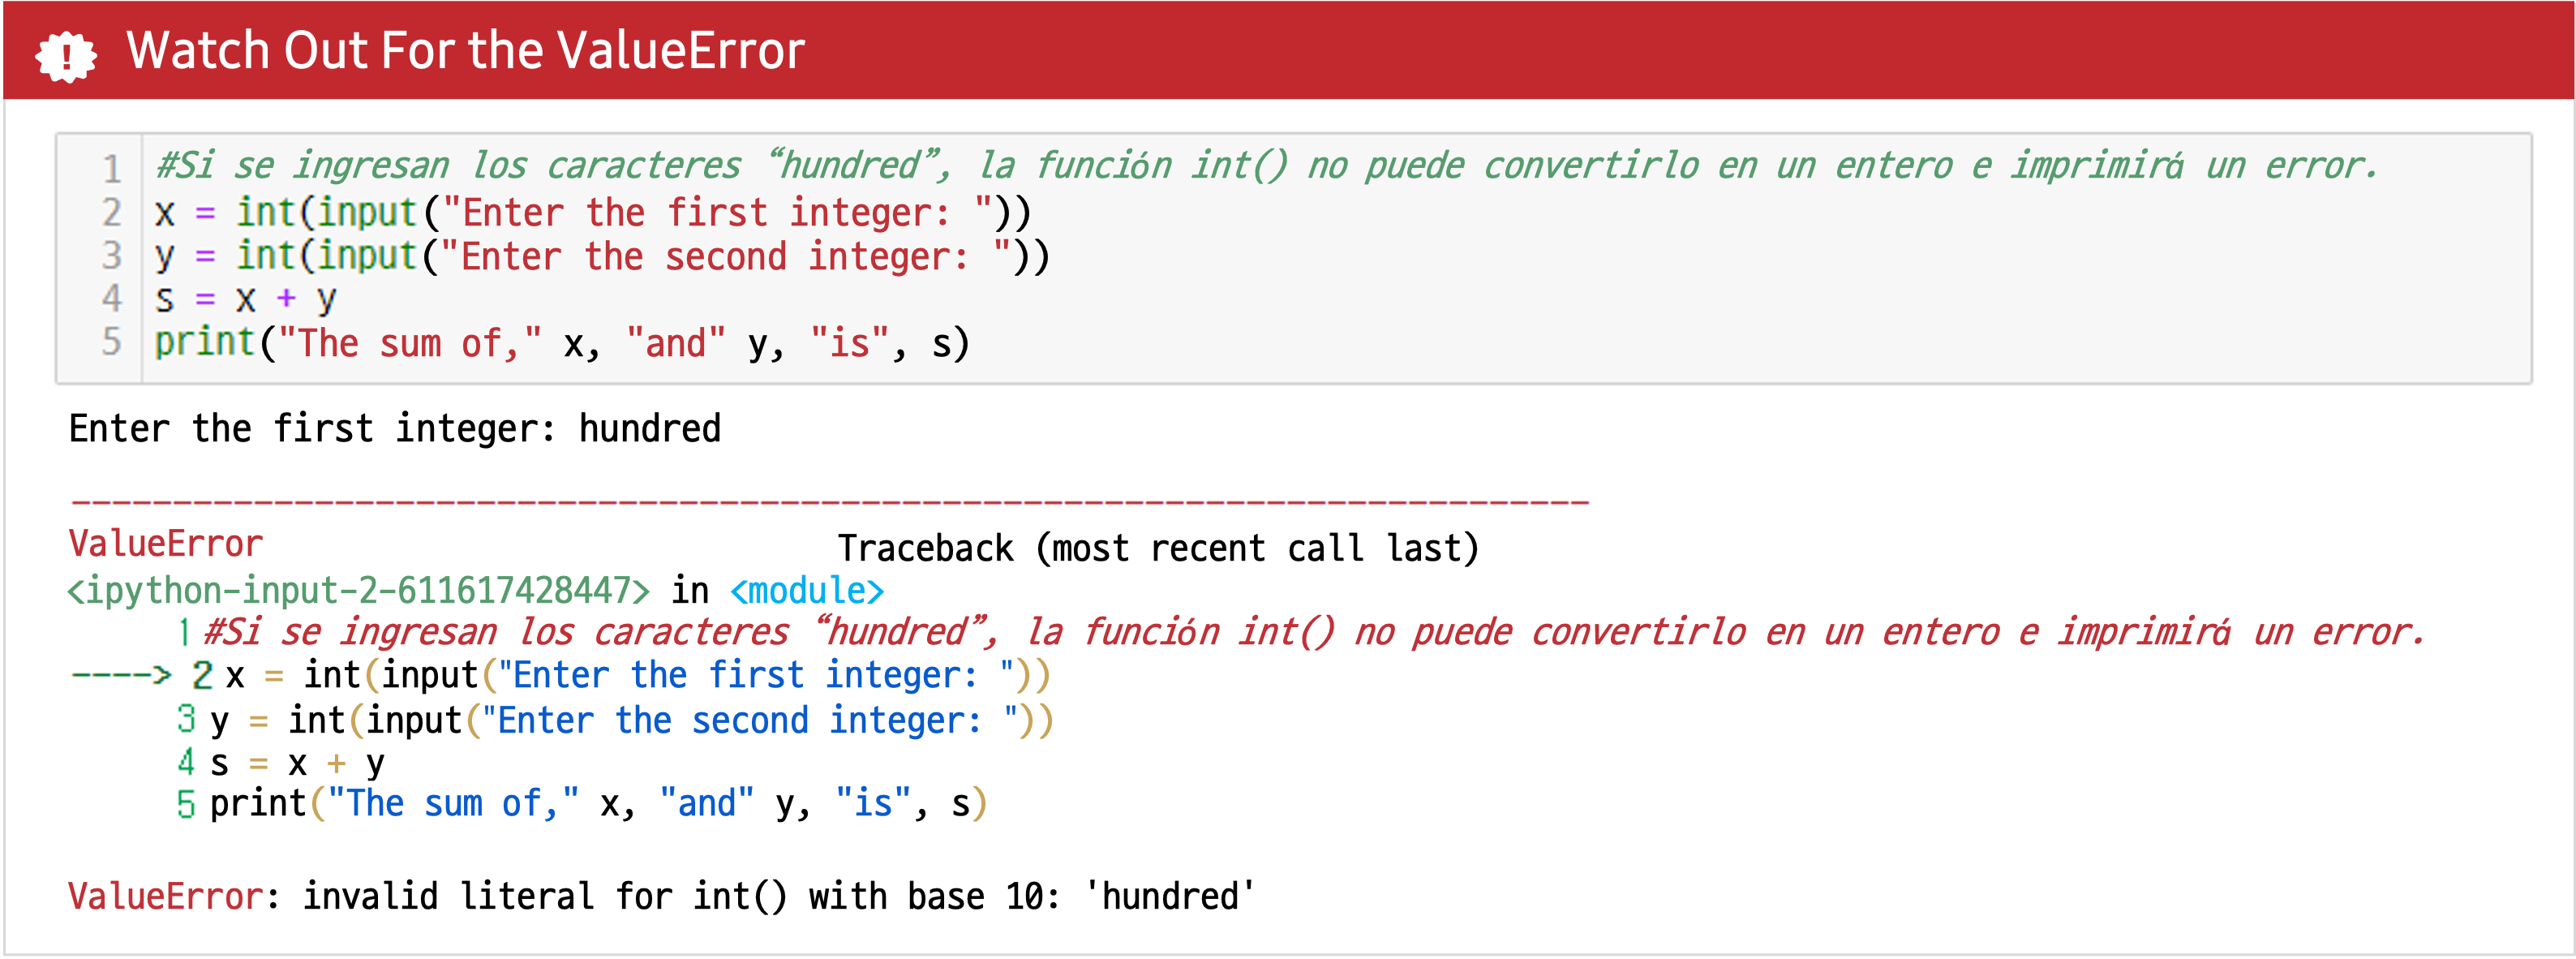 Watch Out For the ValueError
1 #Si se ingresan los caracteres “hundred”, la función int() no puede convertirlo en un entero e imprimirá un error.
2 x = int(input("Enter the first integer: "))
3 y = int(input("Enter the second integer: "))
4 s = x + y
5 print("The sum of," x, "and" y, "is", s)
Enter the first integer: hundred
---------------------------------------------------------------------------
ValueError Traceback (most recent call last)
<ipython-input-2-611617428447> in <module>
1 #Si se ingresan los caracteres “hundred”, la función int() no puede convertirlo en un entero e imprimirá un error.
----> 2 x = int(input("Enter the first integer: "))
3 y = int(input("Enter the second integer: "))
4 s = x + y
5 print("The sum of," x, "and" y, "is", s)
ValueError: invalid literal for int() with base 10: 'hundred'